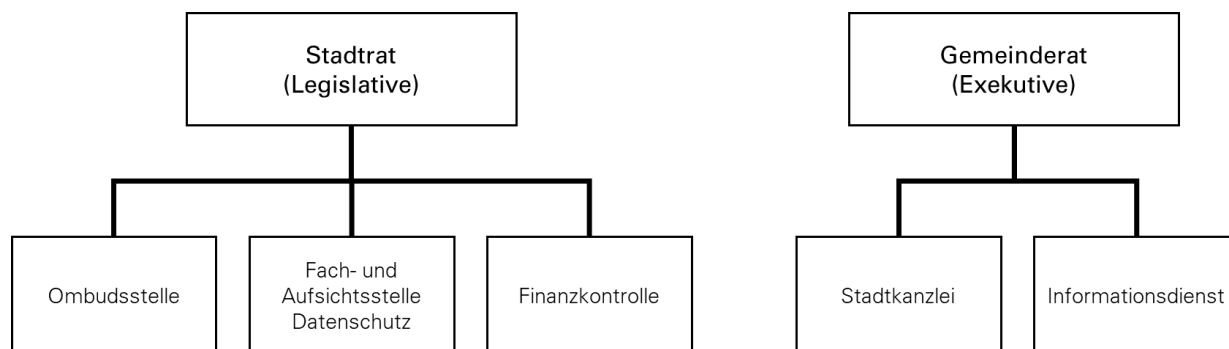 Stadtrat
(Legislative)
Gemeinderat
(Exekutive)
Ombudsstelle
Fach- und
Aufsichtsstelle
Datenschutz
Finanzkontrolle
Stadtkanzlei
Informationsdienst